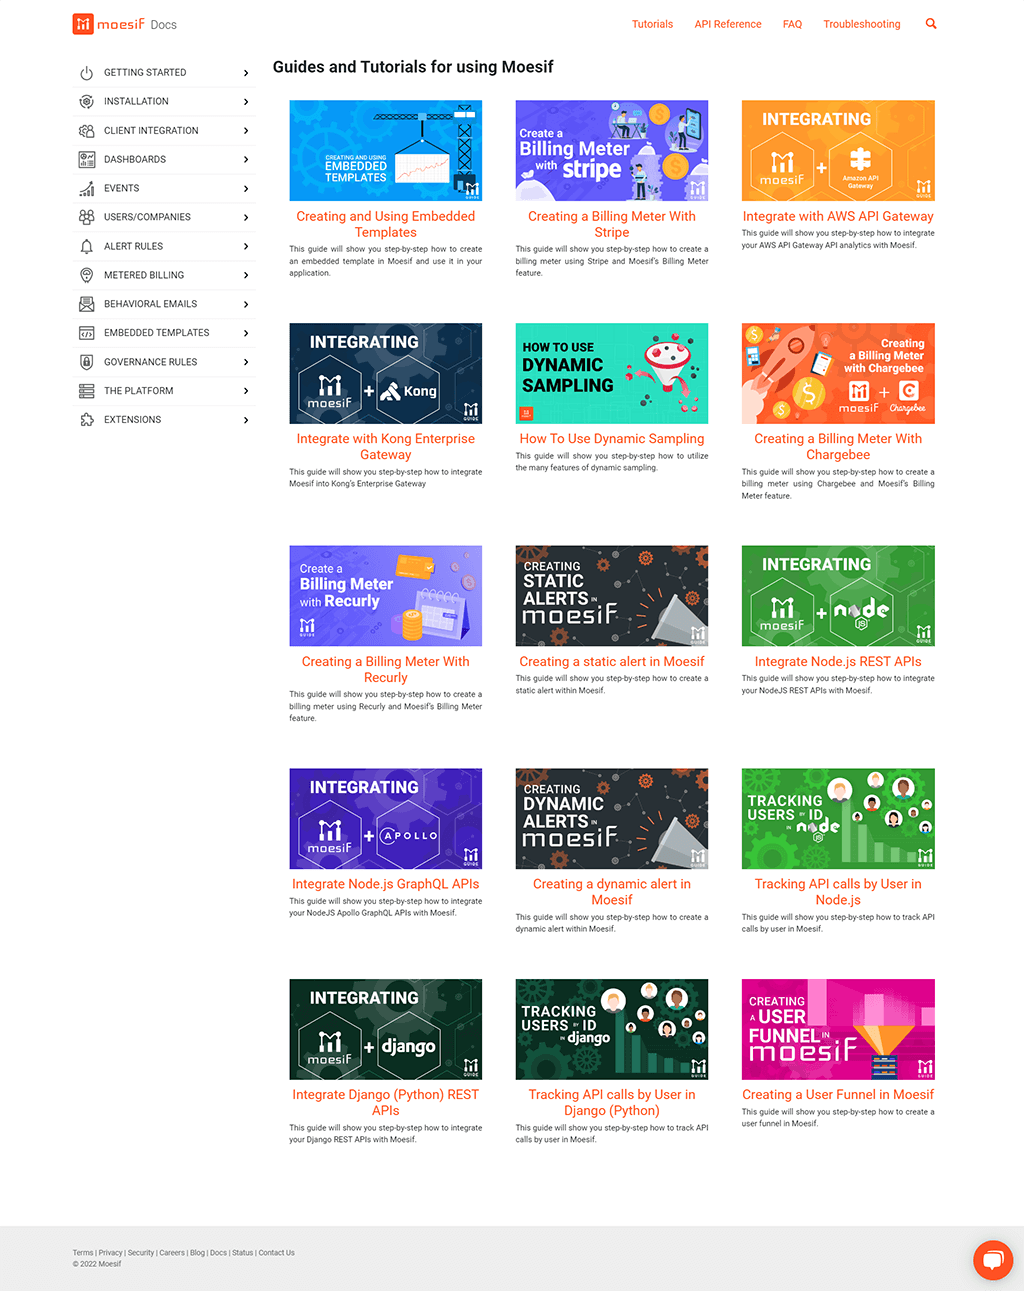 moesif Docs
Tutorials
API Reference
FAQ
Troubleshooting
GETTING STARTED
INSTALLATION
CLIENT INTEGRATION
DASHBOARDS
EVENTS
USERS/COMPANIES
ALERT RULES
METERED BILLING
BEHAVIORAL EMAILS
EMBEDDED TEMPLATES
GOVERNANCE RULES
THE PLATFORM
EXTENSIONS
Guides and Tutorials for using Moesif
CREATING AND USING
EMBEDDED
TEMPLATES
GUIDE
Creating and Using Embedded
Templates
This guide will show you step-by-step how to create
an embedded template in Moesif and use it in your
application.
Create a
Billing Meter
with stripe
GUIDE
Creating a Billing Meter With
Stripe
This guide will show you step-by-step how to create a
billing meter using Stripe and Moesif's Billing Meter
feature.
INTEGRATING
moesif + Amazon API
Gateway
GUIDE
Integrate with AWS API Gateway
This guide will show you step-by-step how to integrate
your AWS API Gateway API analytics with Moesif.
INTEGRATING
moesif + Kong
GUIDE
Integrate with Kong Enterprise
Gateway
This guide will show you step-by-step how to integrate
Moesif into Kong's Enterprise Gateway
HOW TO USE
DYNAMIC
SAMPLING
How To Use Dynamic Sampling
This guide will show you step-by-step how to utilize
the many features of dynamic sampling.
Creating
a Billing Meter
with Chargebee
moesif + Chargebee
Creating a Billing Meter With
Chargebee
This guide will show you step-by-step how to create a
billing meter using Chargebee and Moesif's Billing
Meter feature.
Create a
Billing Meter
with Recurly
GUIDE
Creating a Billing Meter With
Recurly
This guide will show you step-by-step how to create a
billing meter using Recurly and Moesif's Billing Meter
feature.
CREATING
STATIC
ALERTS IN
moesif
GUIDE
Creating a static alert in Moesif
This guide will show you step-by-step how to create a
static alert within Moesif.
INTEGRATING
moesif + node
JS
GUIDE
Integrate Node.js REST APIs
This guide will show you step-by-step how to integrate
your NodeJS REST APIs with Moesif.
INTEGRATING
moesif + APOLLO
GUIDE
Integrate Node.js GraphQL APIs
This guide will show you step-by-step how to integrate
your NodeJS Apollo GraphQL APIs with Moesif.
CREATING
DYNAMIC
ALERTS IN
moesif
GUIDE
Creating a dynamic alert in
Moesif
This guide will show you step-by-step how to create a
dynamic alert within Moesif.
TRACKING
USERS BY ID
IN node
JS
GUIDE
Tracking API calls by User in
Node.js
This guide will show you step-by-step how to track API
calls by user in Moesif.
INTEGRATING
moesif + django
GUIDE
Integrate Django (Python) REST
APIs
This guide will show you step-by-step how to integrate
your Django REST APIs with Moesif.
TRACKING
USERS BY ID
IN django
GUIDE
Tracking API calls by User in
Django (Python)
This guide will show you step-by-step how to track API
calls by user in Moesif.
CREATING
A USER
FUNNEL IN
moesif
GUIDE
Creating a User Funnel in Moesif
This guide will show you step-by-step how to create a
user funnel in Moesif.
Terms | Privacy | Security | Careers | Blog | Docs | Status | Contact Us
© 2022 Moesif